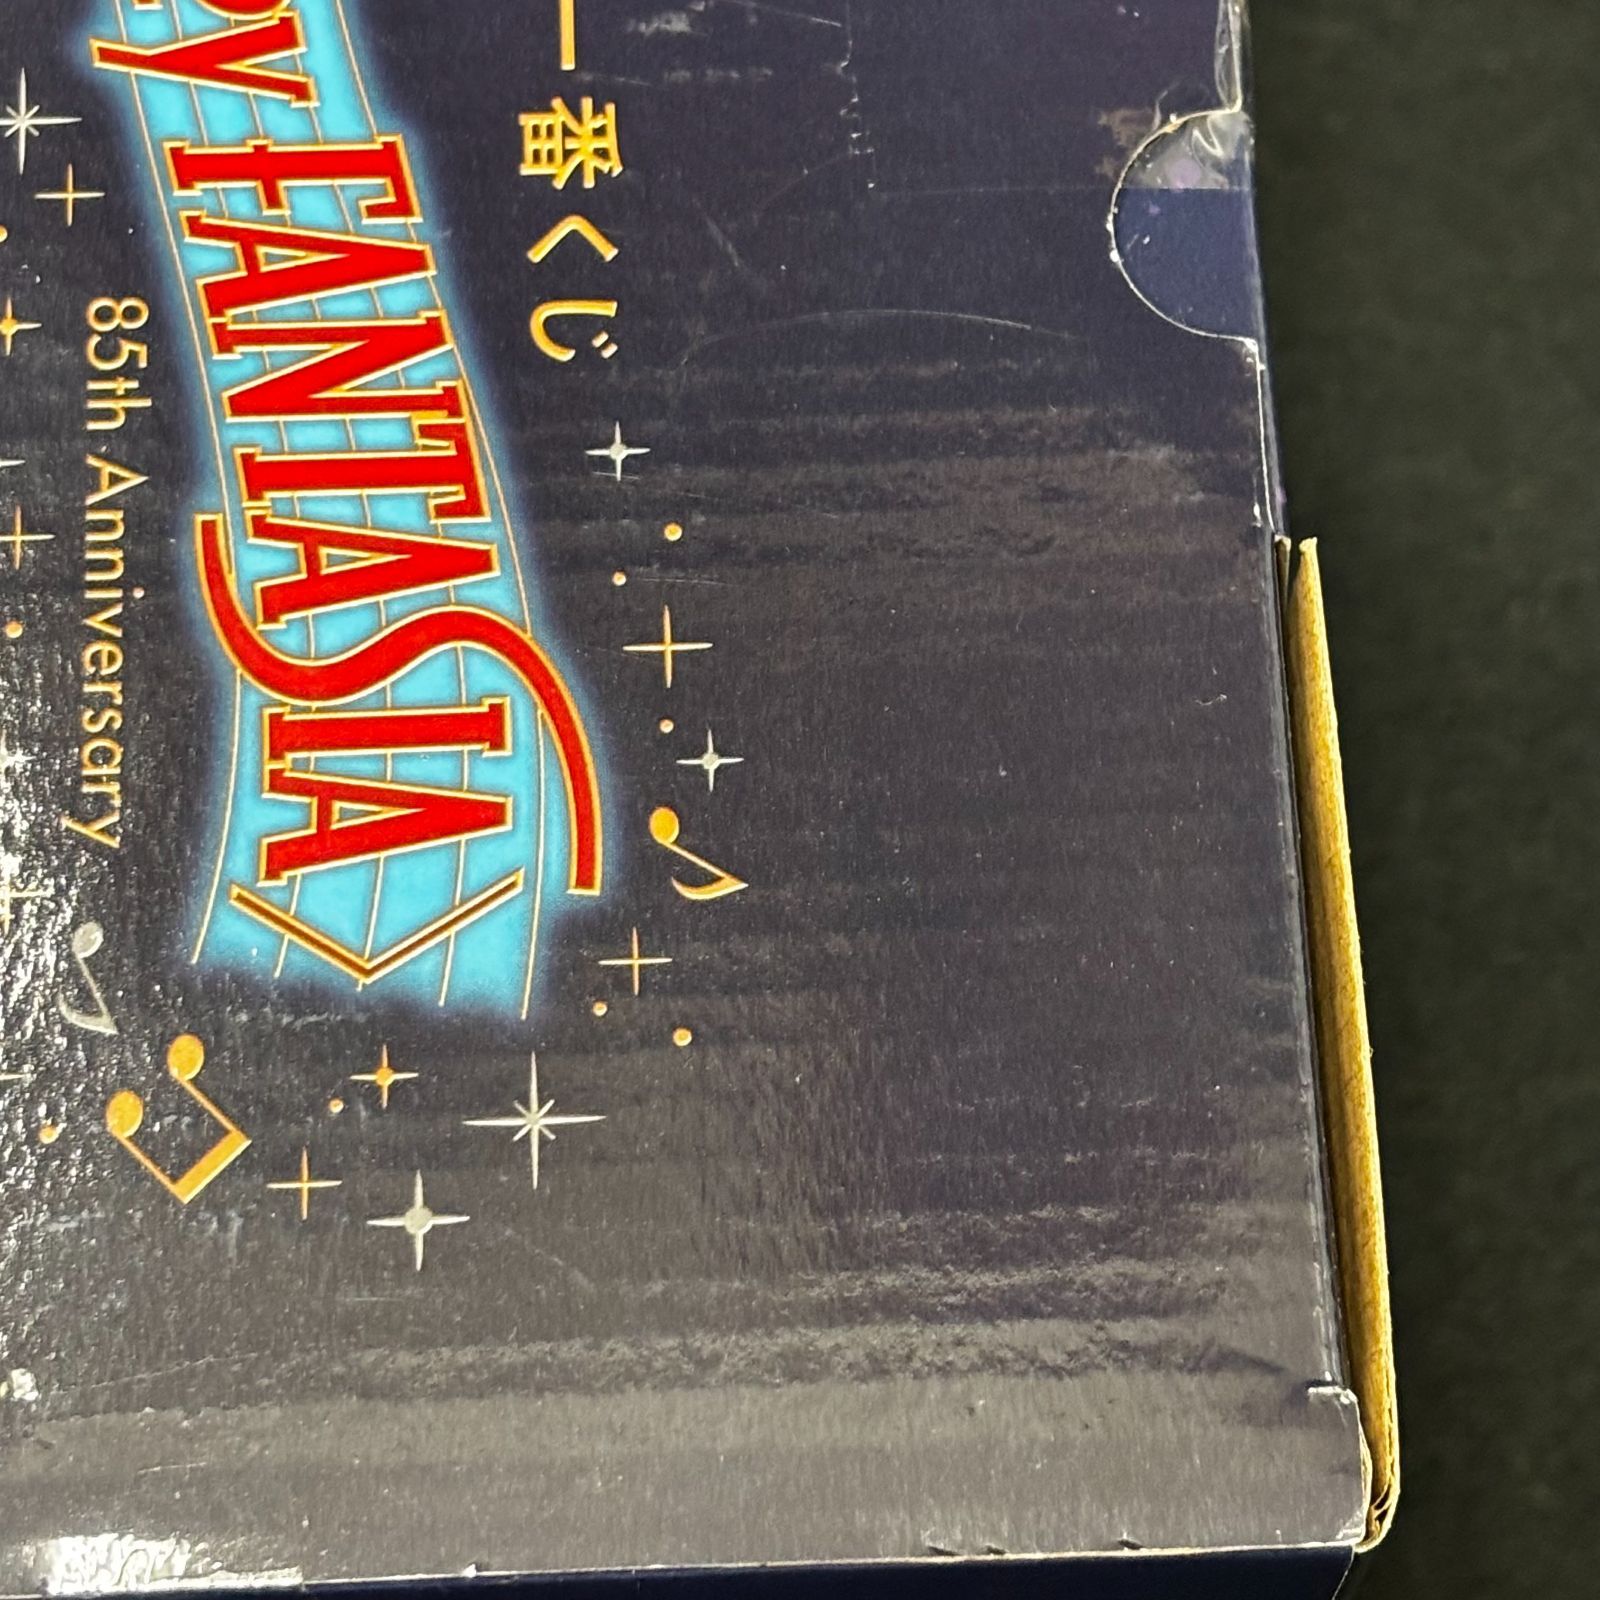 一番くじ
FANTASIA〉
85th Anniversary